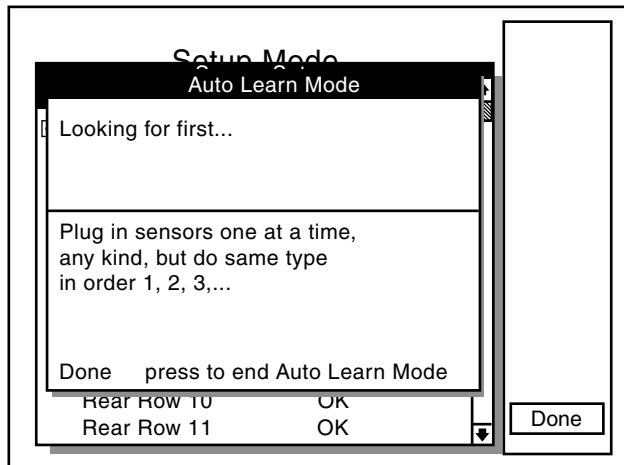 Setup Mode
Auto Learn Mode
Looking for first...
Plug in sensors one at a time,
any kind, but do same type
in order 1, 2, 3,...
Done press to end Auto Learn Mode
Rear Row 10 OK
Rear Row 11 OK
Done